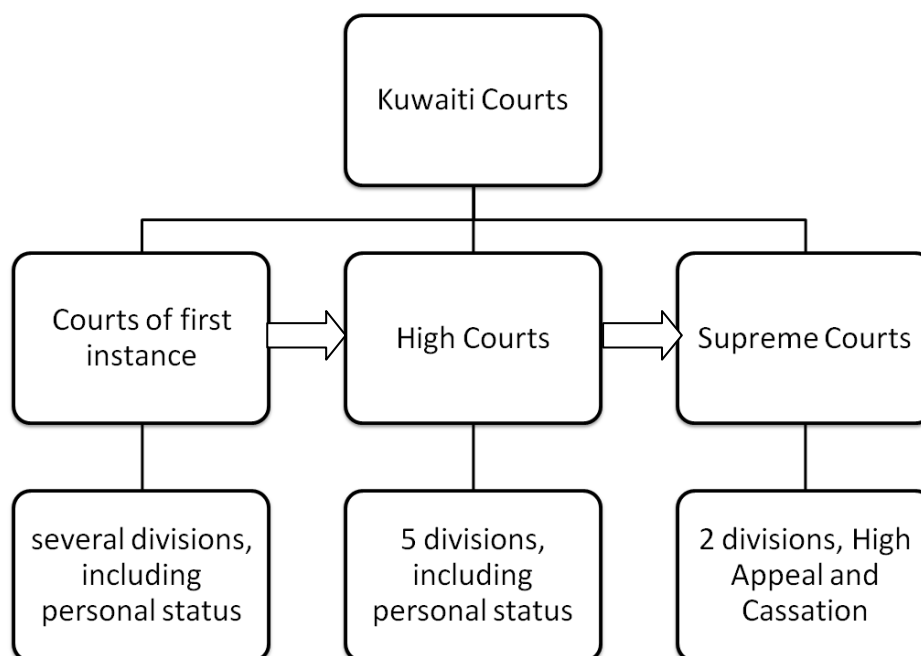 Kuwaiti Courts
Courts of first
instance
High Courts
Supreme Courts
several divisions,
including
personal status
5 divisions,
including
personal status
2 divisions, High
Appeal and
Cassation